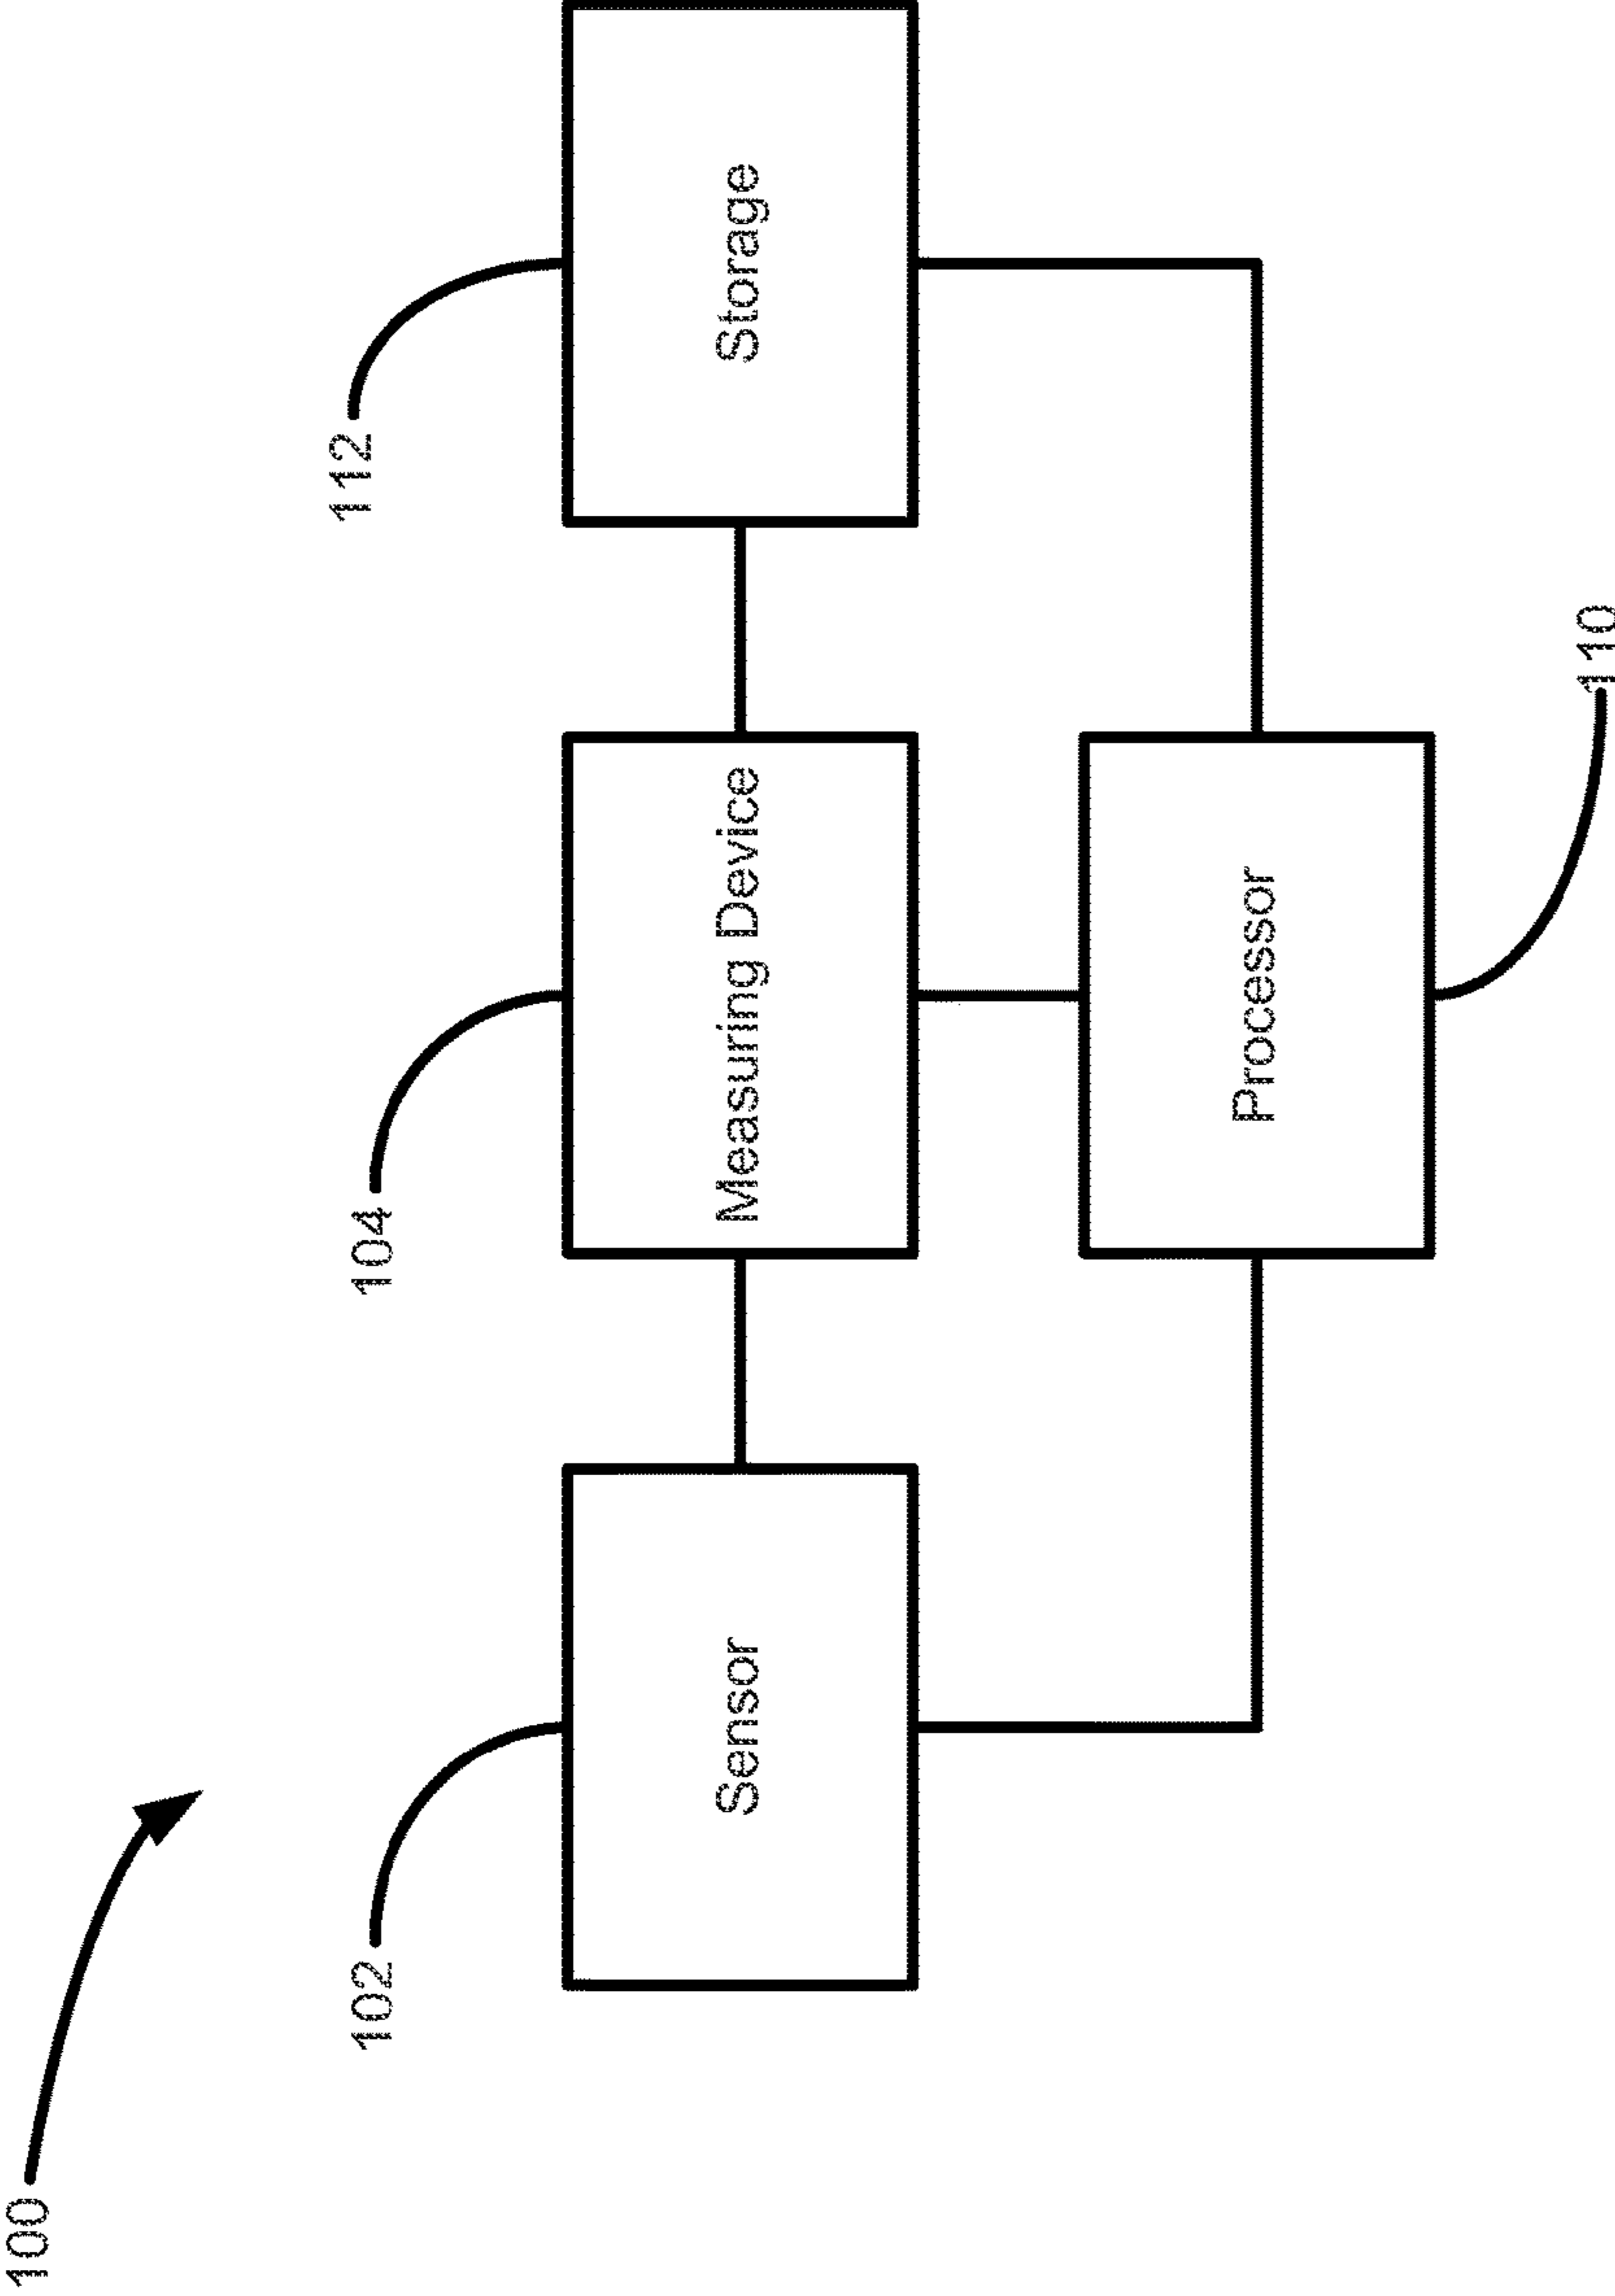 100
102
104
112
Sensor
Measuring Device
Storage
Processor
110